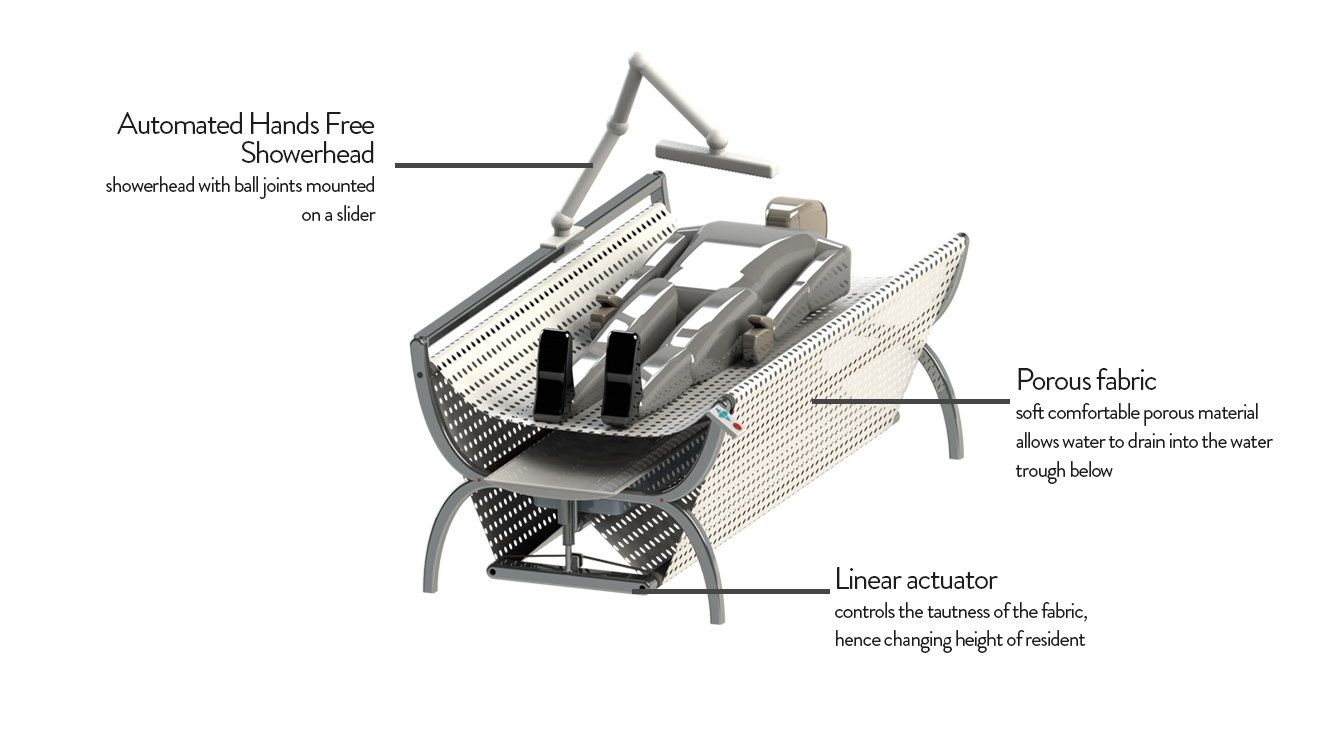 Automated Hands Free
Showerhead
showerhead with ball joints mounted
on a slider
Porous fabric
soft comfortable porous material
allows water to drain into the water
trough below
Linear actuator
controls the tautness of the fabric,
hence changing height of resident